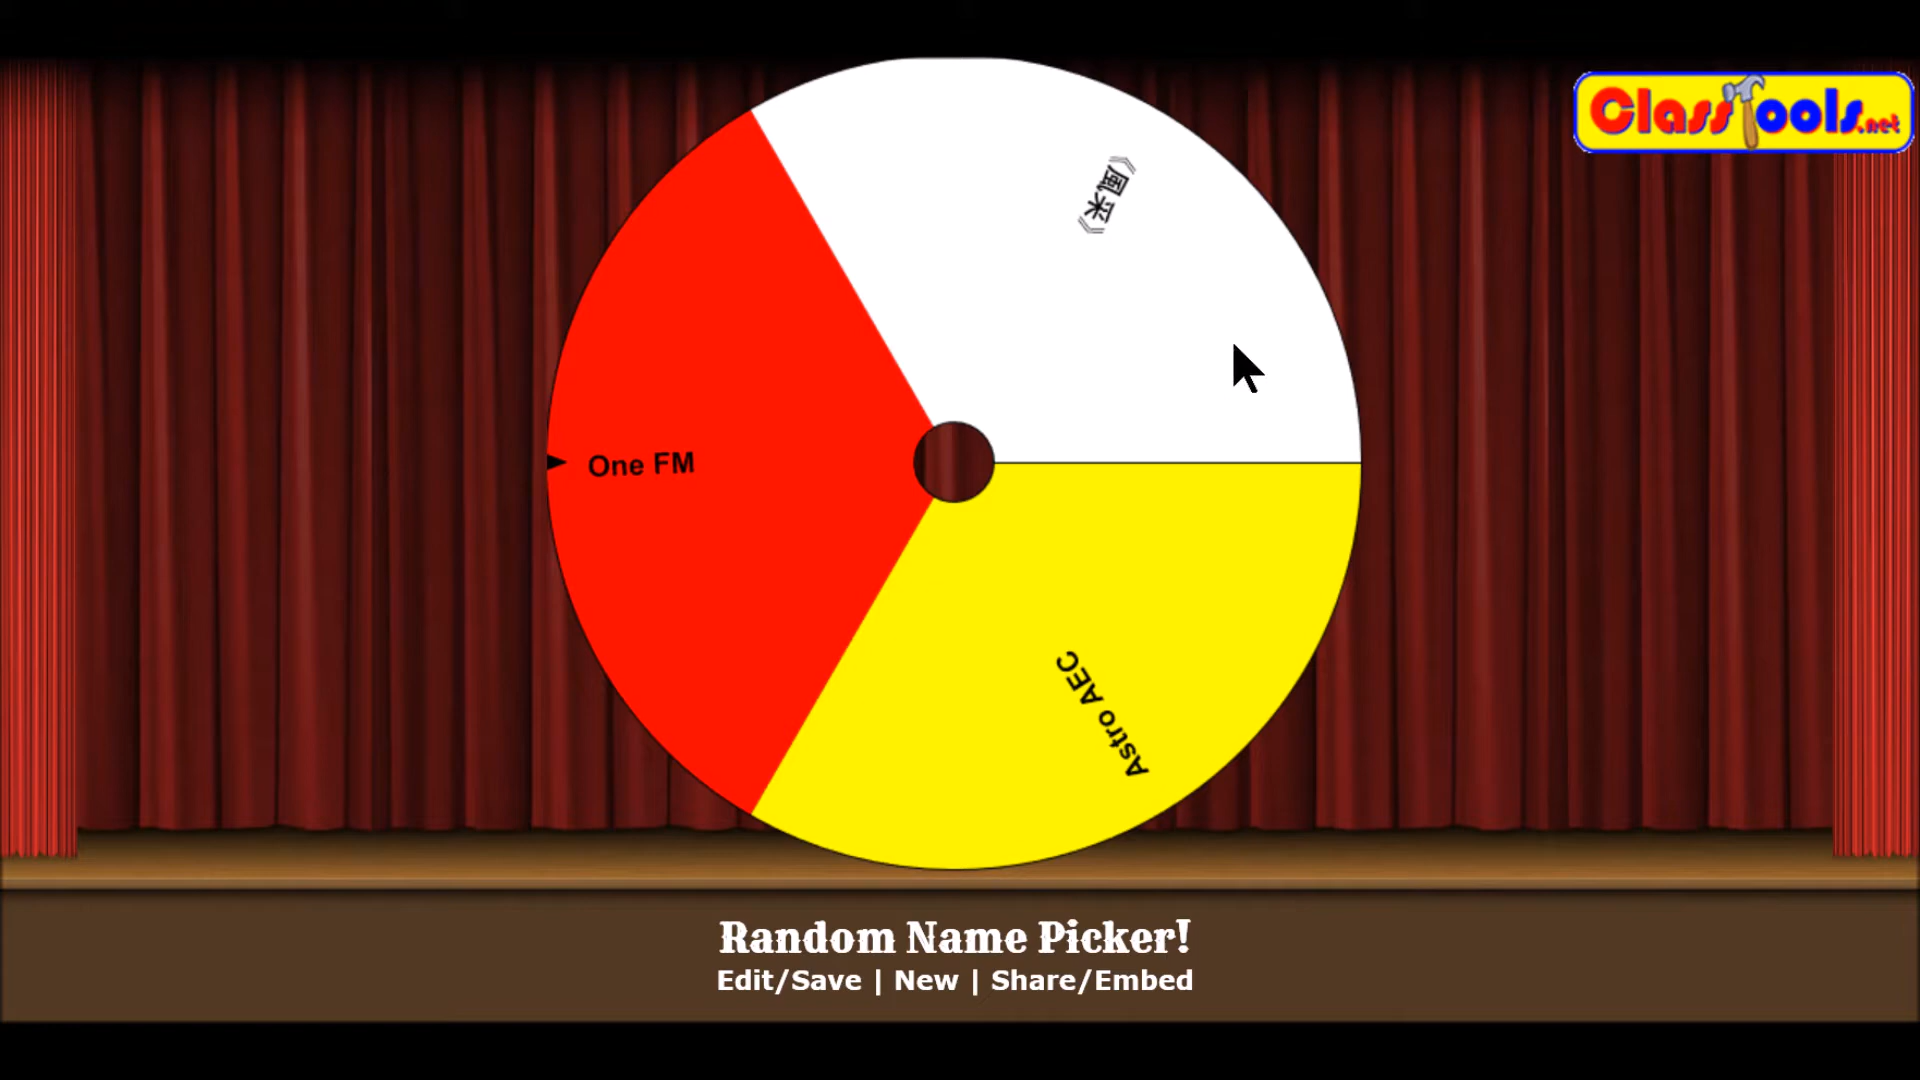 ClassTools.net
《風采》
One FM
Astro AEC
Random Name Picker!
Edit/Save | New | Share/Embed